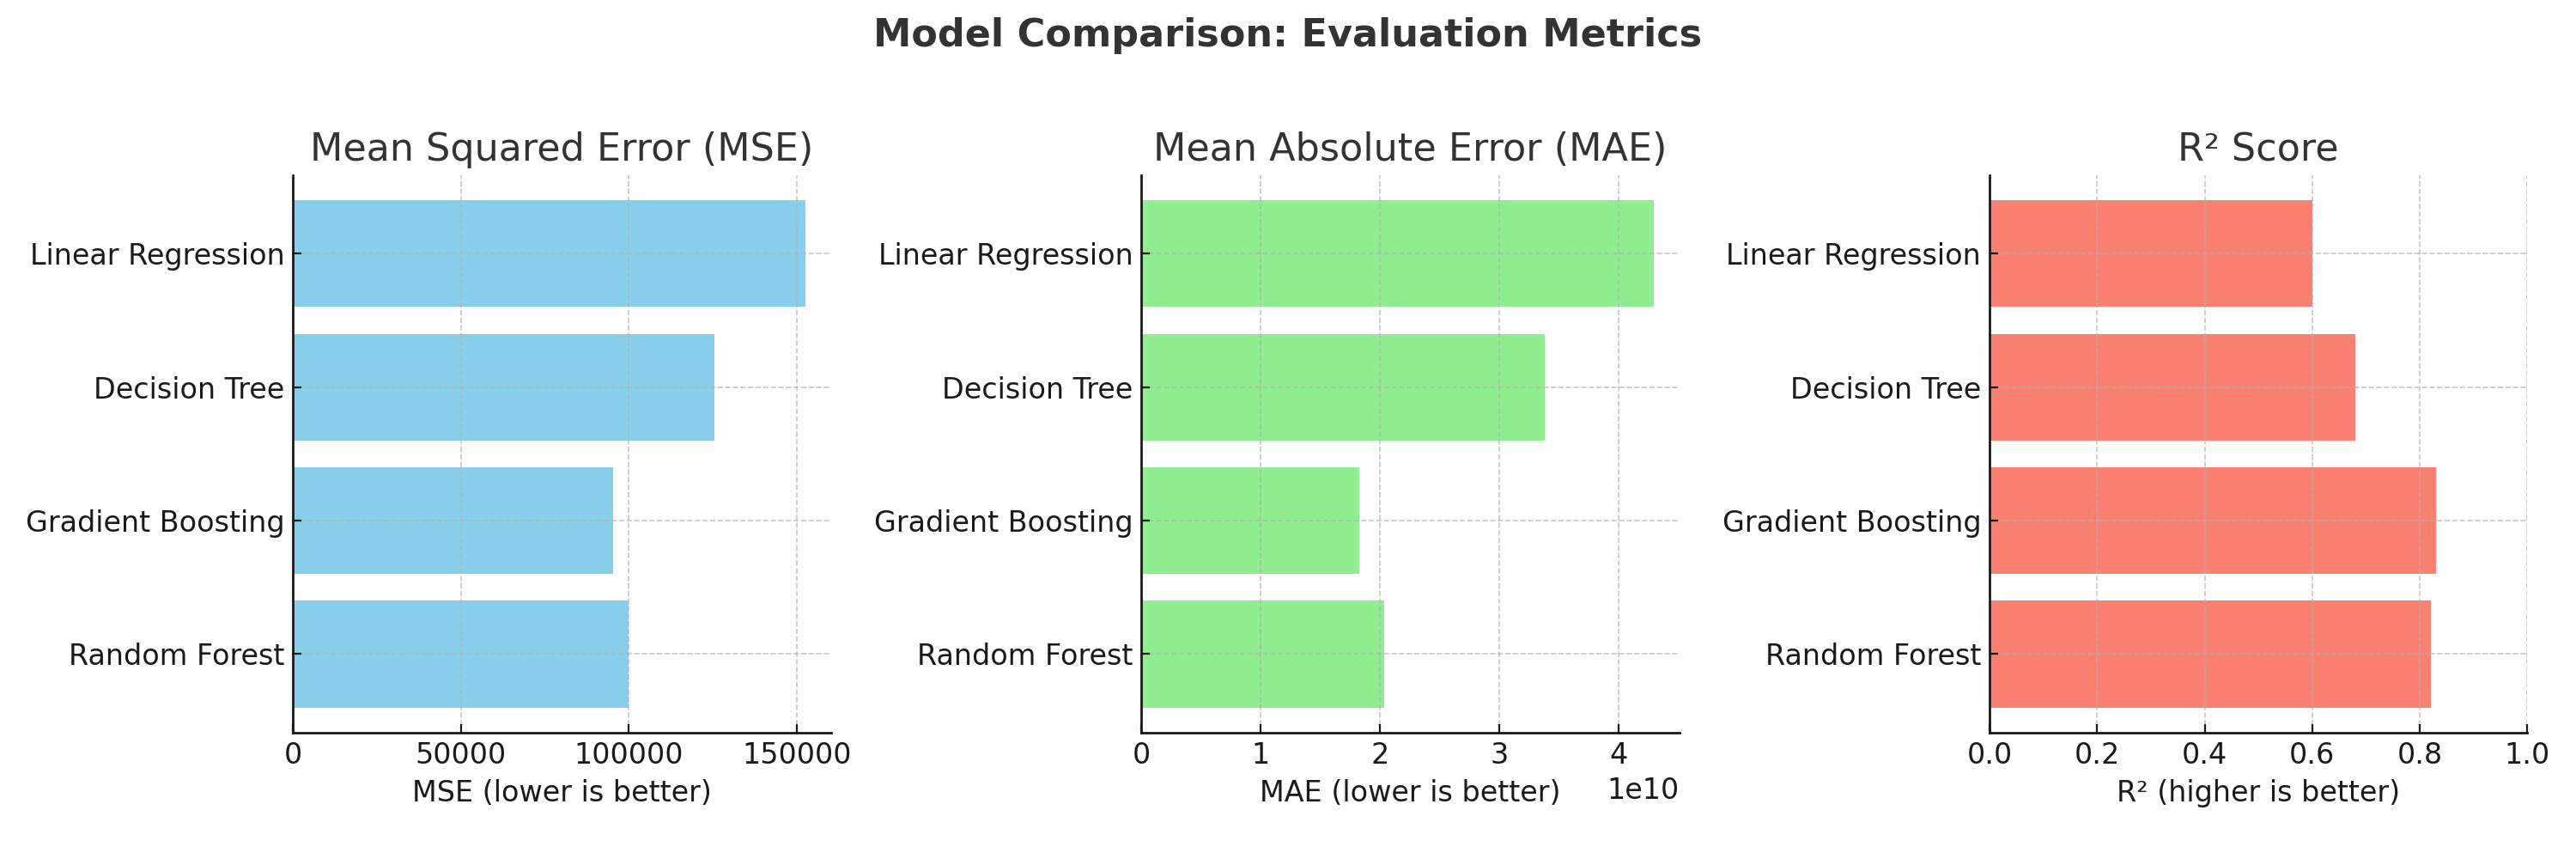 Model Comparison: Evaluation Metrics
Mean Squared Error (MSE)
Linear Regression
Decision Tree
Gradient Boosting
Random Forest
0 50000 100000 150000
MSE (lower is better)
Mean Absolute Error (MAE)
Linear Regression
Decision Tree
Gradient Boosting
Random Forest
0 1 2 3 4
1e10
MAE (lower is better)
R² Score
Linear Regression
Decision Tree
Gradient Boosting
Random Forest
0.0 0.2 0.4 0.6 0.8 1.0
R² (higher is better)